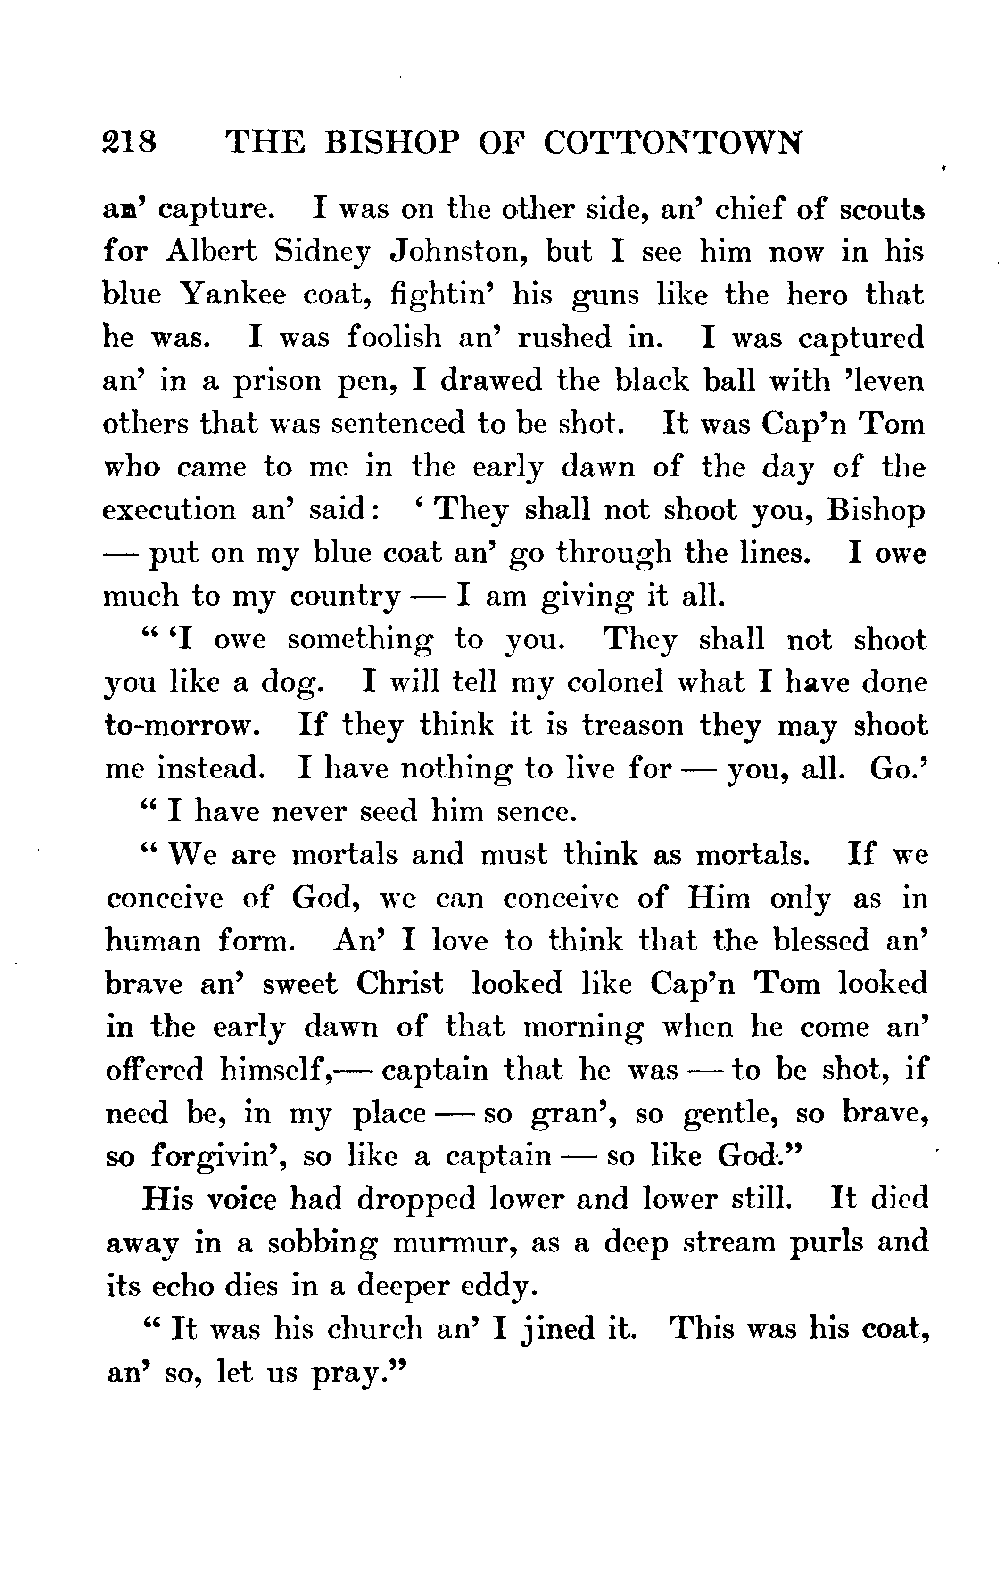 218 THE BISHOP OF COTTONTOWN
an' capture. I was on the other side, an' chief of scouts
for Albert Sidney Johnston, but I see him now in his
blue Yankee coat, fightin' his guns like the hero that
he was. I was foolish an' rushed in. I was captured
an' in a prison pen, I drawed the black ball with 'leven
others that was sentenced to be shot. It was Cap'n Tom
who came to me in the early dawn of the day of the
execution an' said: ‘ They shall not shoot you, Bishop
— put on my blue coat an' go through the lines. I owe
much to my country — I am giving it all.
“ ‘I owe something to you. They shall not shoot
you like a dog. I will tell my colonel what I have done
to-morrow. If they think it is treason they may shoot
me instead. I have nothing to live for — you, all. Go.’
“ I have never seed him sence.
“ We are mortals and must think as mortals. If we
conceive of God, we can conceive of Him only as in
human form. An' I love to think that the blessed an'
brave an' sweet Christ looked like Cap'n Tom looked
in the early dawn of that morning when he come an'
offered himself,— captain that he was — to be shot, if
need be, in my place — so gran', so gentle, so brave,
so forgivin', so like a captain — so like God.”
His voice had dropped lower and lower still. It died
away in a sobbing murmur, as a deep stream purls and
its echo dies in a deeper eddy.
“ It was his church an' I jined it. This was his coat,
an' so, let us pray.”